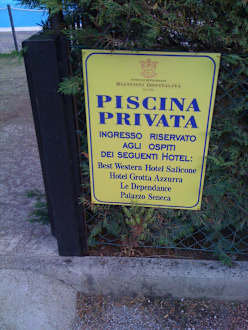 PISCINA
PRIVATA
INGRESSO RISERVATO
AGLI OSPITI
DEI SEGUENTI HOTEL:
Best Western Hotel Salicone
Hotel Grotta Azzurra
Le Dependance
Palazzo Seneca